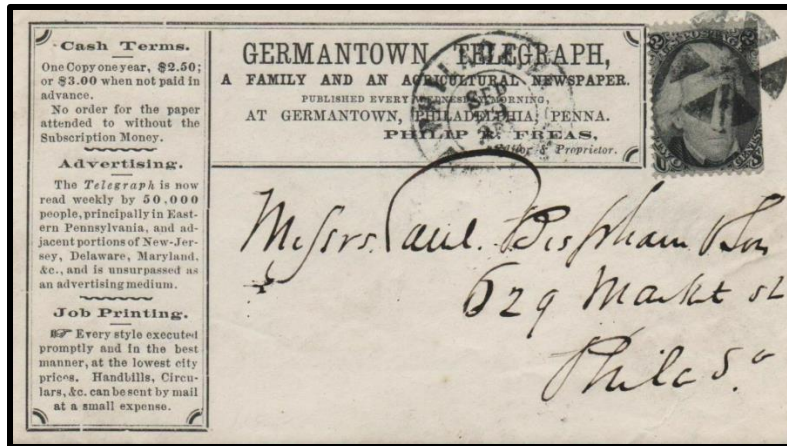 Cash Terms.
One Copy one year, $2.50;
or $3.00 when not paid in
advance.
No order for the paper
attended to without the
Subscription Money.
Advertising.
The Telegraph is now
read weekly by 50,000
people, principally in East-
ern Pennsylvania, and ad-
jacent portions of New-Jer-
sey, Delaware, Maryland,
&c., and is unsurpassed as
an advertising medium.
Job Printing.
☞ Every style executed
promptly and in the best
manner, at the lowest city
prices. Handbills, Circu-
lars, &c. can be sent by mail
at a small expense.
GERMANTOWN TELEGRAPH,
A FAMILY AND AN AGRICULTURAL NEWSPAPER.
PUBLISHED EVERY WEDNESDAY MORNING,
AT GERMANTOWN, PHILADELPHIA, PENNA.
PHILIP R. FREAS,
Editor & Proprietor.
SEP
Messrs. Saml. Bispham & Son
629 Markt st
Phila